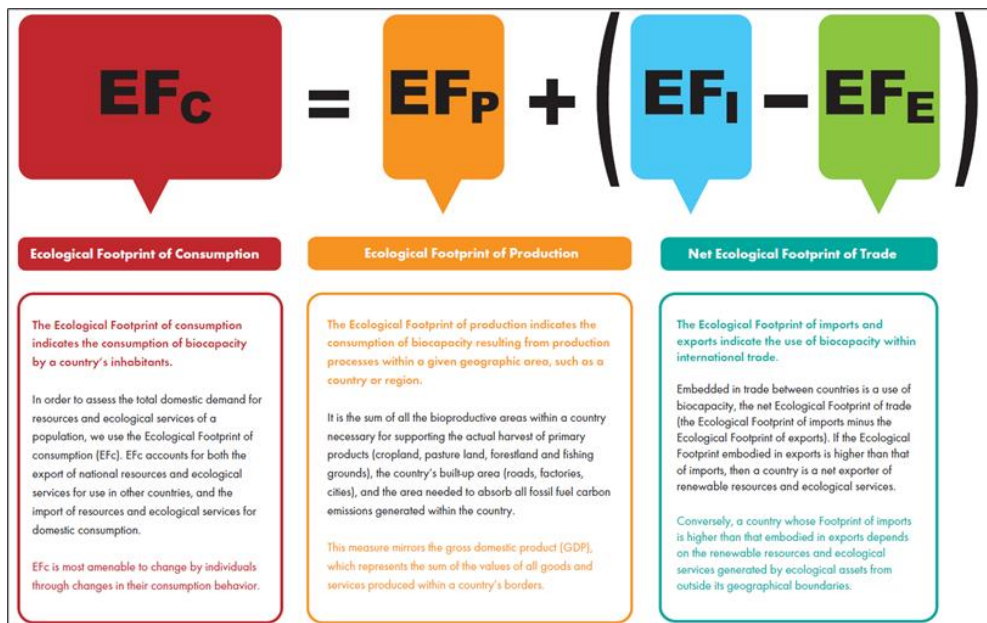 EFC = EFP + (EFI − EFE)
Ecological Footprint of Consumption
The Ecological Footprint of consumption
indicates the consumption of biocapacity
by a country's inhabitants.
In order to assess the total domestic demand for
resources and ecological services of a
population, we use the Ecological Footprint of
consumption (EFc). EFc accounts for both the
export of national resources and ecological
services for use in other countries, and the
import of resources and ecological services for
domestic consumption.
EFc is most amenable to change by individuals
through changes in their consumption behavior.
Ecological Footprint of Production
The Ecological Footprint of production indicates the
consumption of biocapacity resulting from production
processes within a given geographic area, such as a
country or region.
It is the sum of all the bioproductive areas within a country
necessary for supporting the actual harvest of primary
products (cropland, pasture land, forestland and fishing
grounds), the country's built-up area (roads, factories,
cities), and the area needed to absorb all fossil fuel carbon
emissions generated within the country.
This measure mirrors the gross domestic product (GDP),
which represents the sum of the values of all goods and
services produced within a country's borders.
Net Ecological Footprint of Trade
The Ecological Footprint of imports and
exports indicate the use of biocapacity within
international trade.
Embedded in trade between countries is a use of
biocapacity, the net Ecological Footprint of trade
(the Ecological Footprint of imports minus the
Ecological Footprint of exports). If the Ecological
Footprint embodied in exports is higher than that
of imports, then a country is a net exporter of
renewable resources and ecological services.
Conversely, a country whose Footprint of imports
is higher than that embodied in exports depends
on the renewable resources and ecological
services generated by ecological assets from
outside its geographical boundaries.